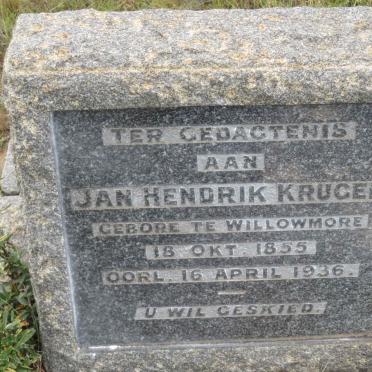 TER GEDACTENIS
AAN
JAN HENDRIK KRUGER
GEBORE TE WILLOWMORE
18 OKT. 1855
OORL. 16 APRIL 1936.
U WIL GESKIED.